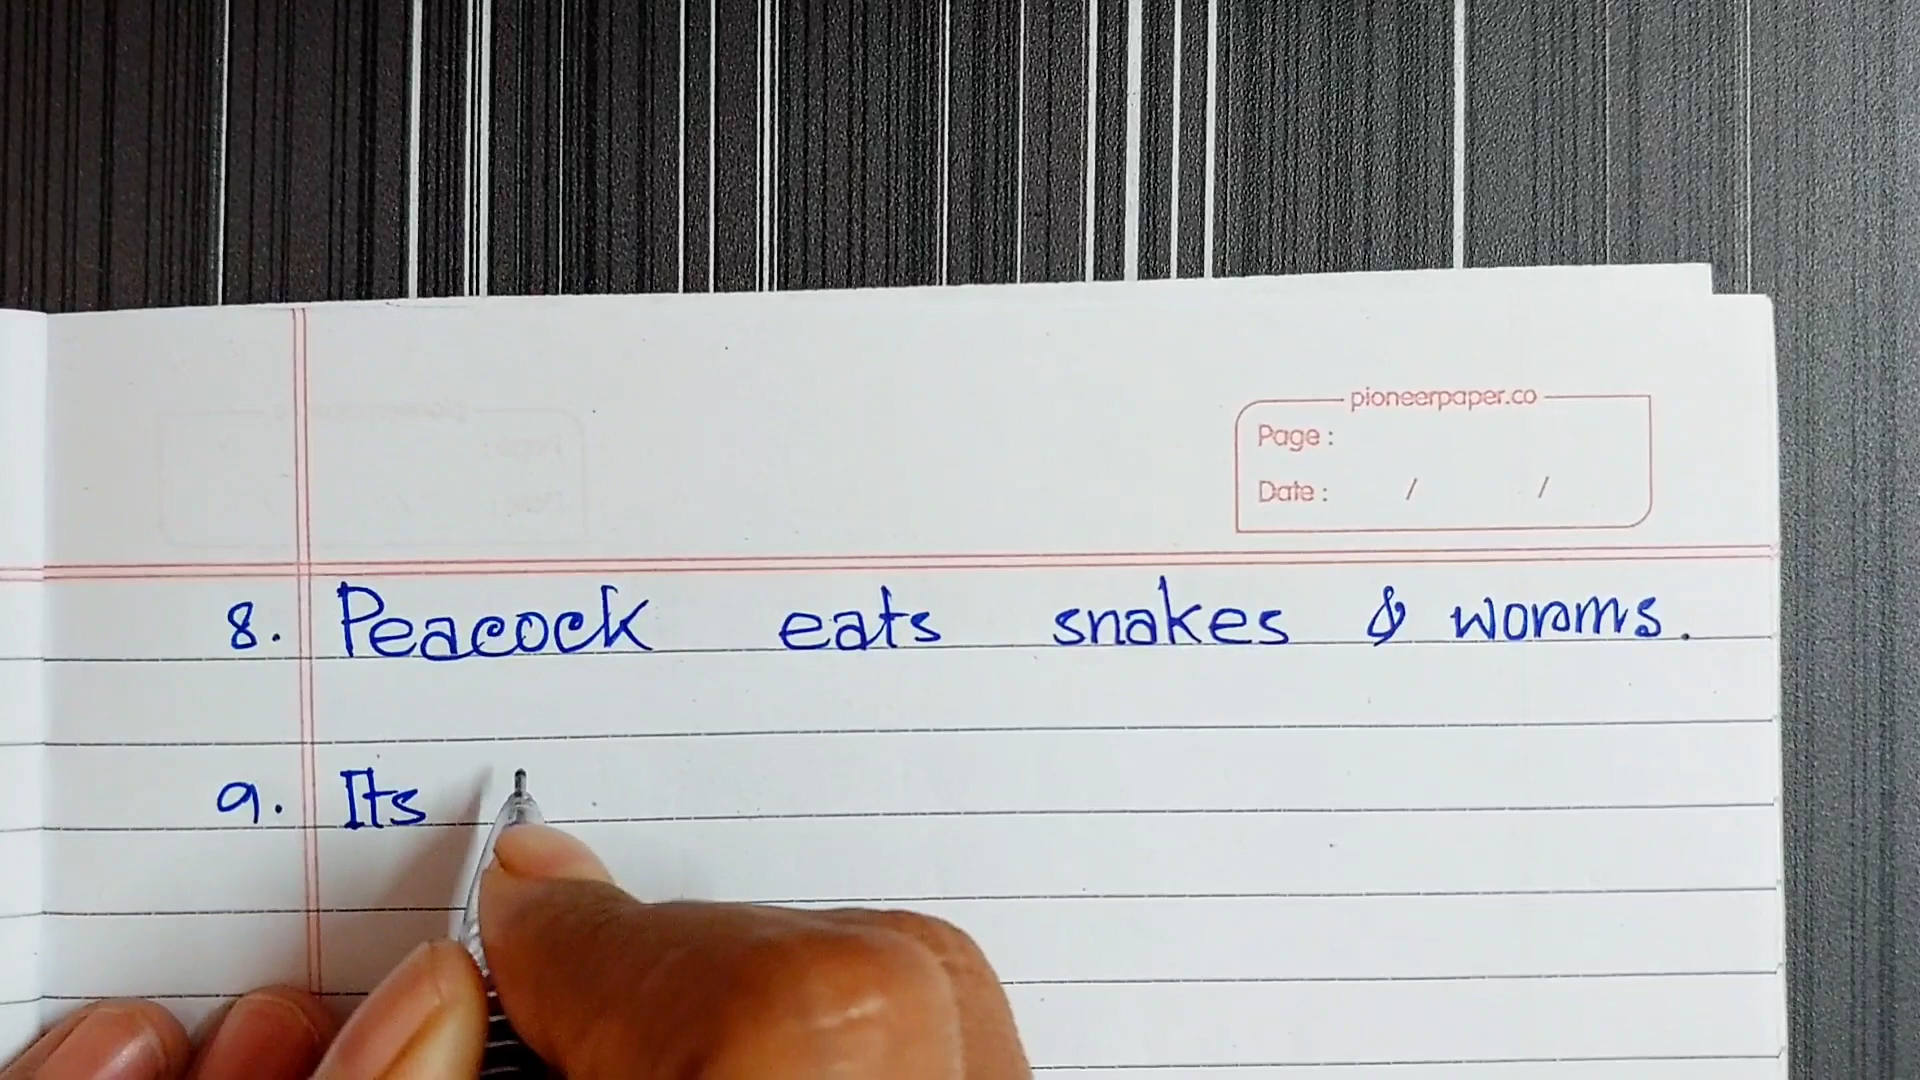 pioneerpaper.co
Page :
Date : / /
8. Peacock eats snakes & worms.
9. Its